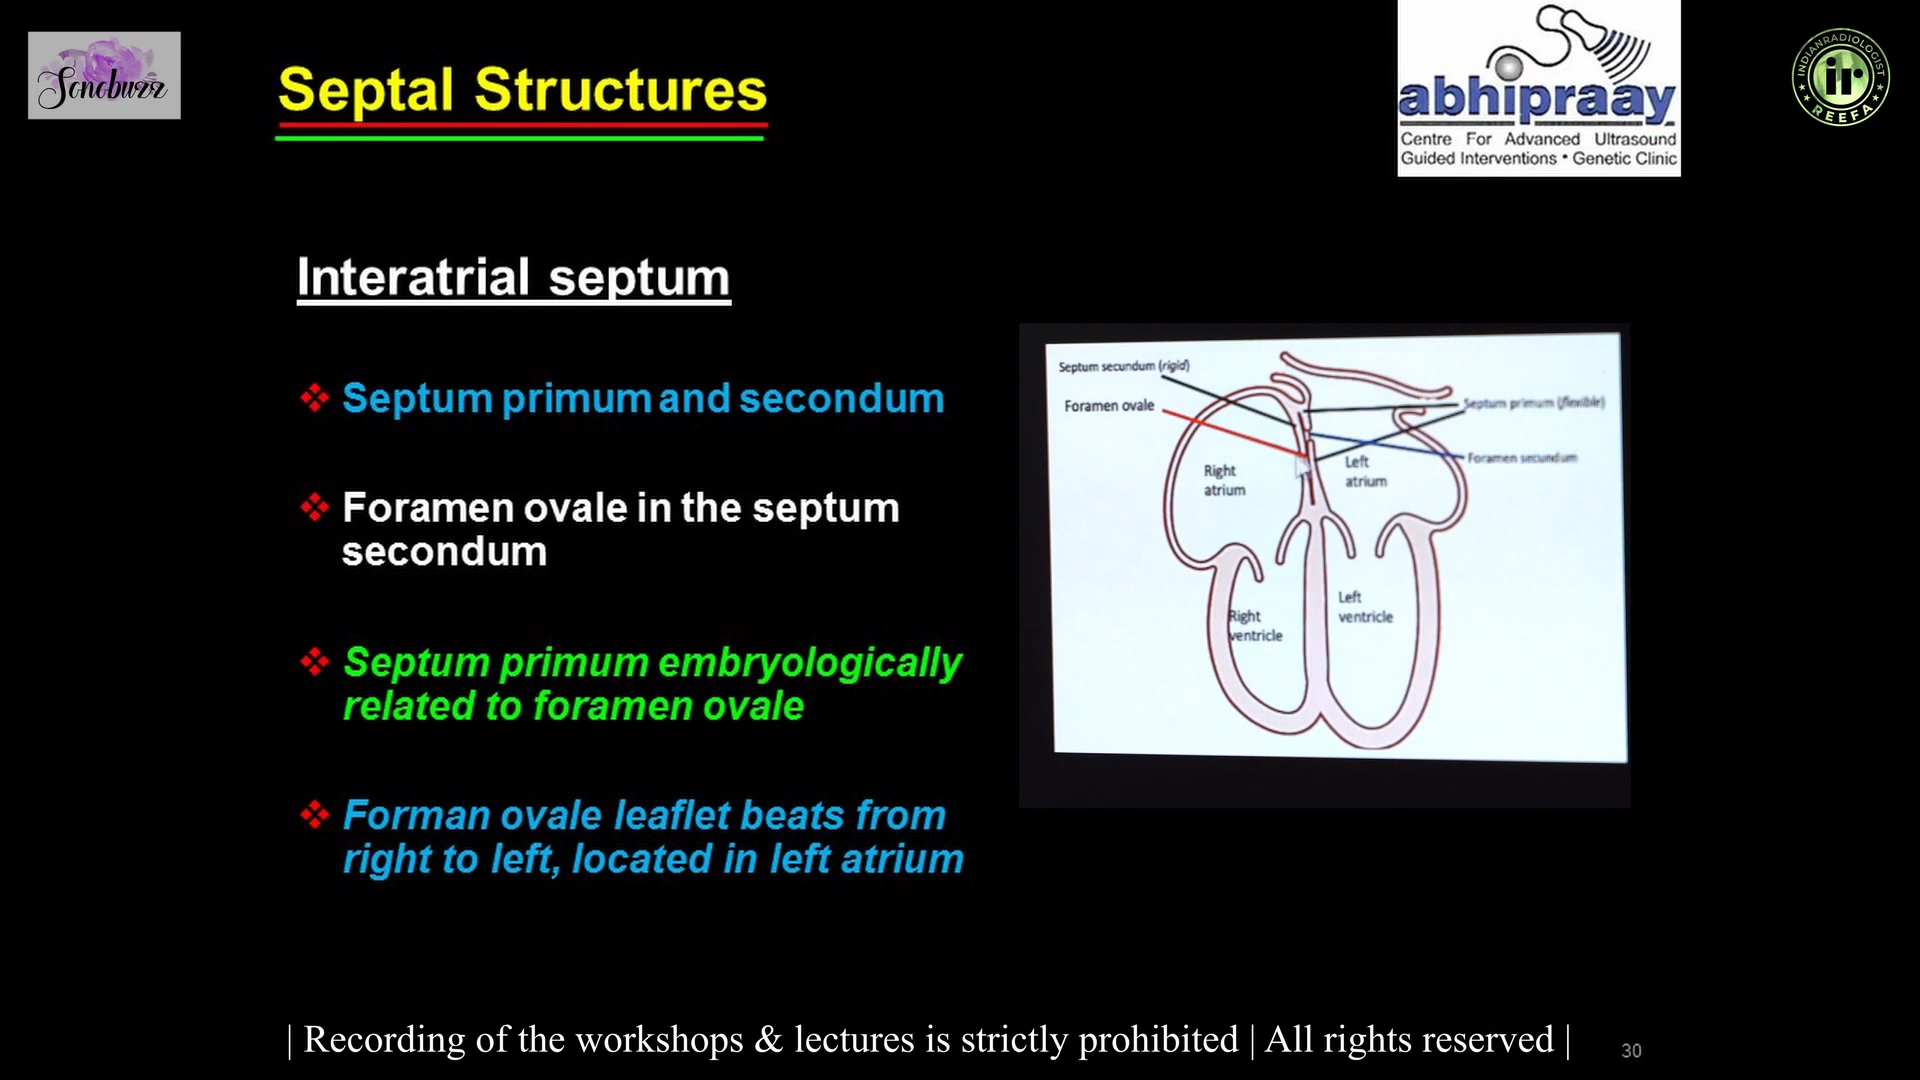 Sonobuzz
Septal Structures
abhipraay
Centre For Advanced Ultrasound
Guided Interventions • Genetic Clinic
INDIANRADIOLOGIST
ir
REEFA
Interatrial septum
Septum primum and secondum
Foramen ovale in the septum
secondum
Septum primum embryologically
related to foramen ovale
Forman ovale leaflet beats from
right to left, located in left atrium
Septum secundum (rigid)
Foramen ovale
Septum primum (flexible)
Foramen secundum
Right
atrium
Left
atrium
Right
ventricle
Left
ventricle
| Recording of the workshops & lectures is strictly prohibited | All rights reserved |
30